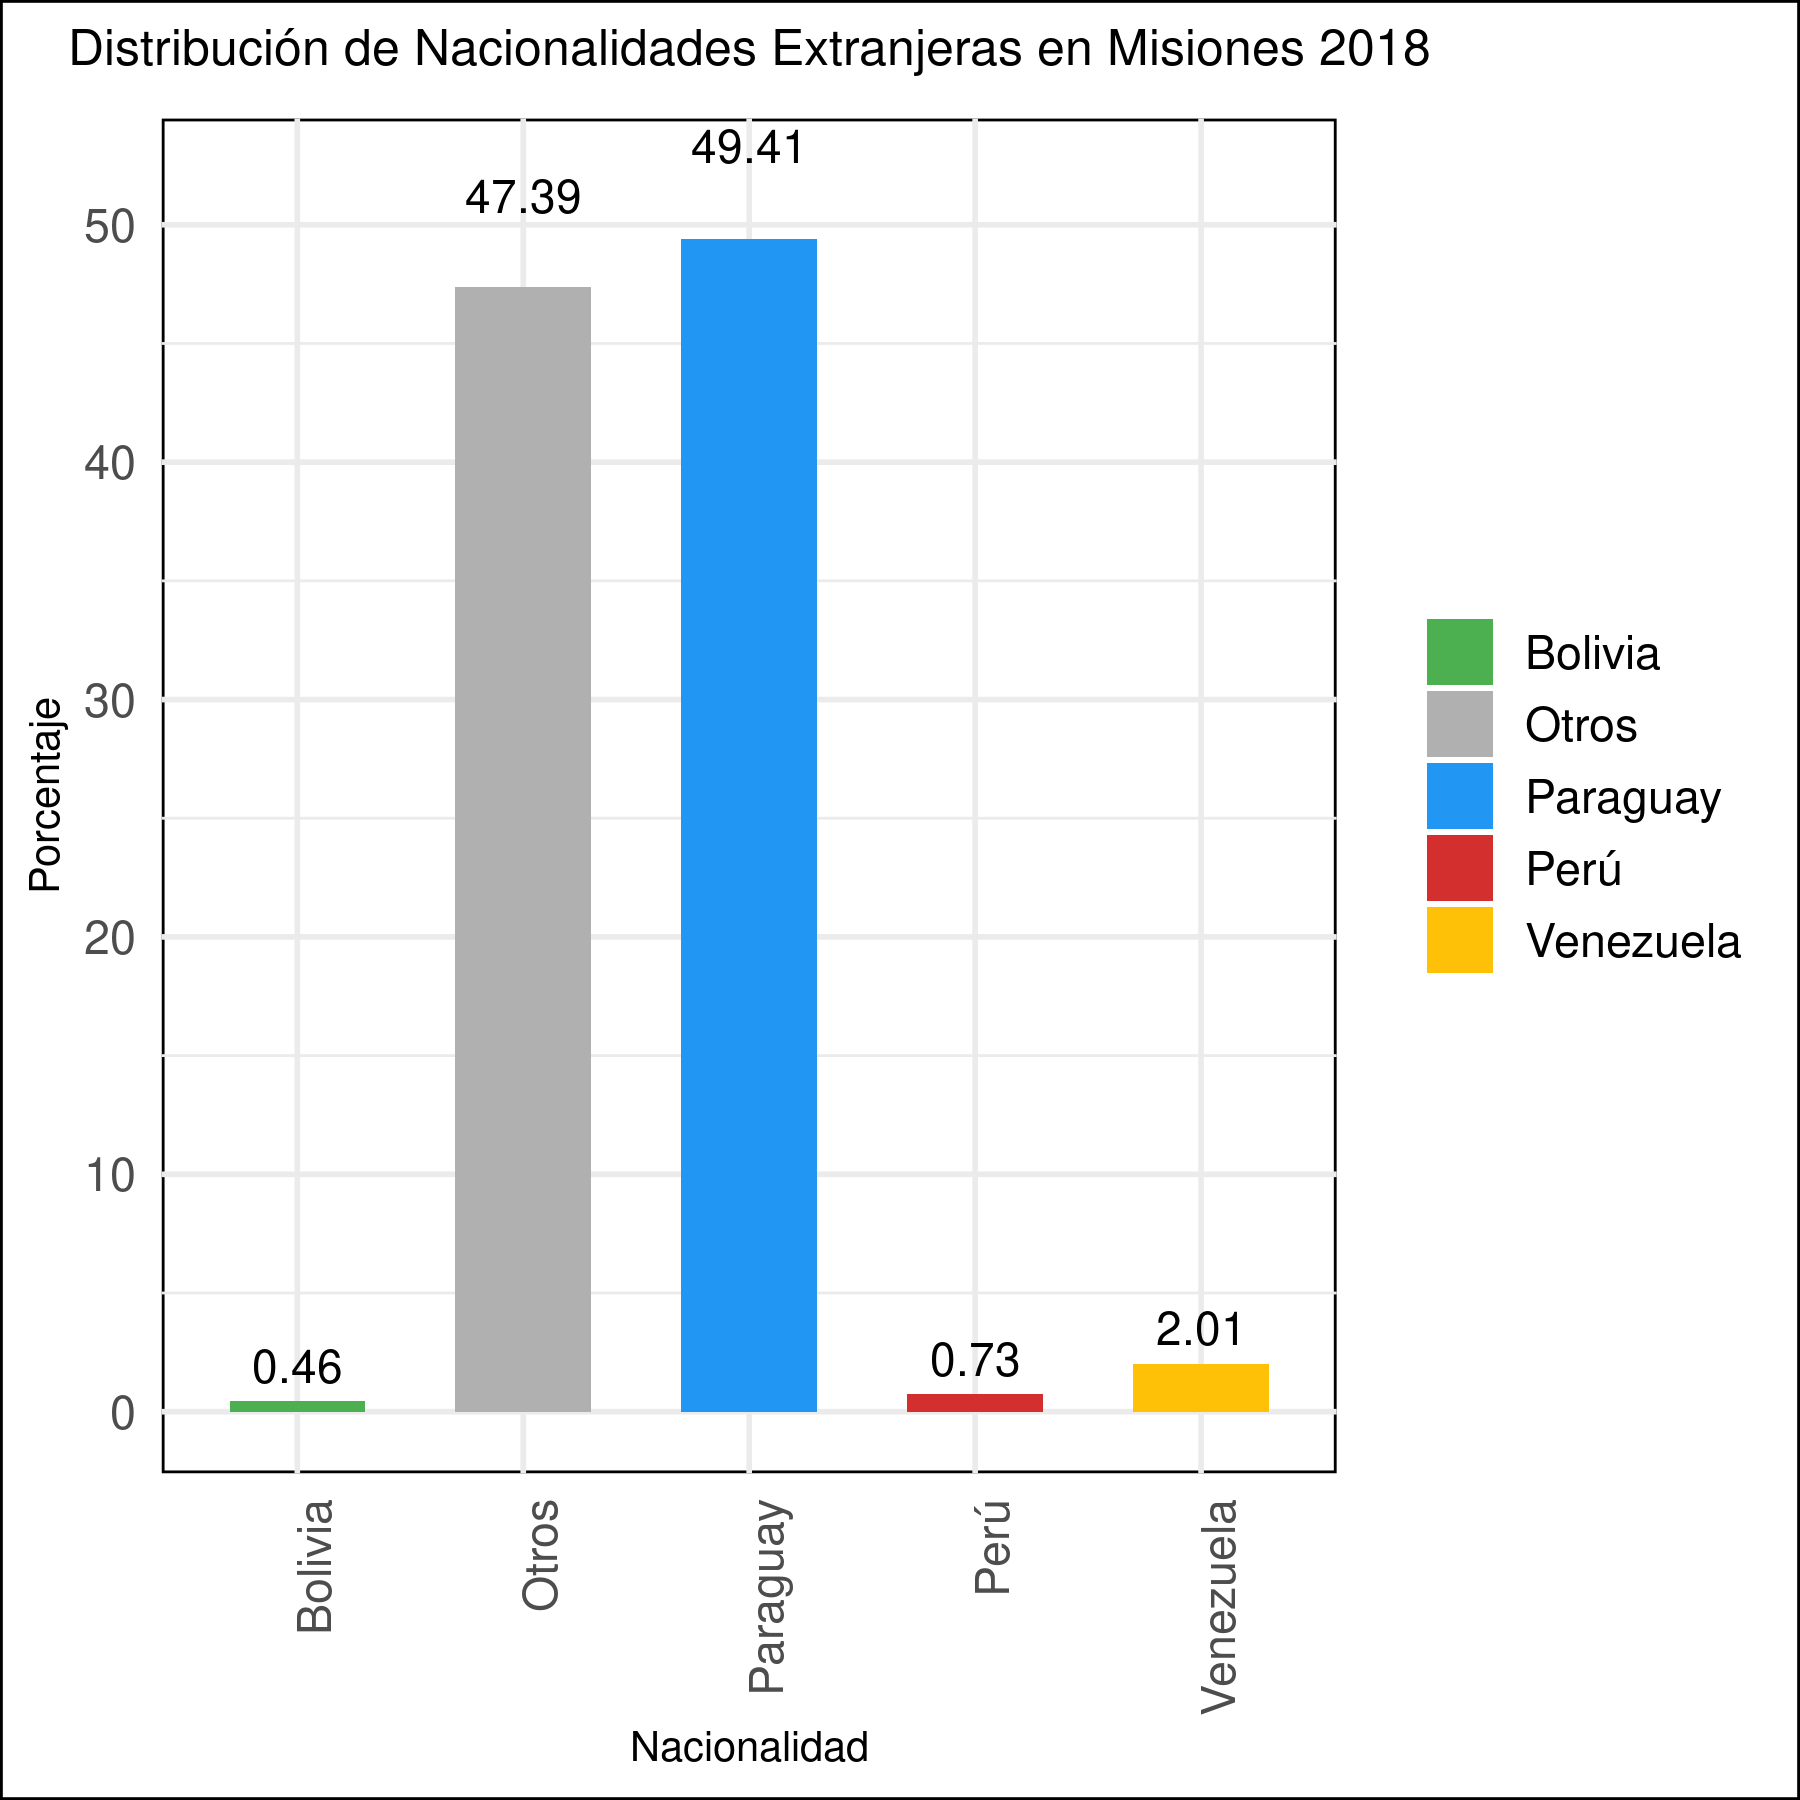 Distribución de Nacionalidades Extranjeras en Misiones 2018
Porcentaje
50
40
30
20
10
0
0.46
47.39
49.41
0.73
2.01
Bolivia
Otros
Paraguay
Perú
Venezuela
Nacionalidad
Bolivia
Otros
Paraguay
Perú
Venezuela